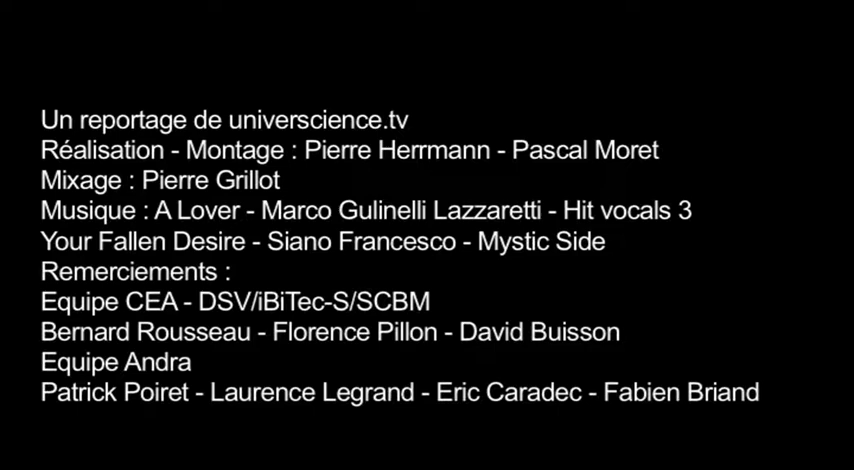 Un reportage de universcience.tv
Réalisation - Montage : Pierre Herrmann - Pascal Moret
Mixage : Pierre Grillot
Musique : A Lover - Marco Gulinelli Lazzaretti - Hit vocals 3
Your Fallen Desire - Siano Francesco - Mystic Side
Remerciements :
Equipe CEA - DSV/iBiTec-S/SCBM
Bernard Rousseau - Florence Pillon - David Buisson
Equipe Andra
Patrick Poiret - Laurence Legrand - Eric Caradec - Fabien Briand